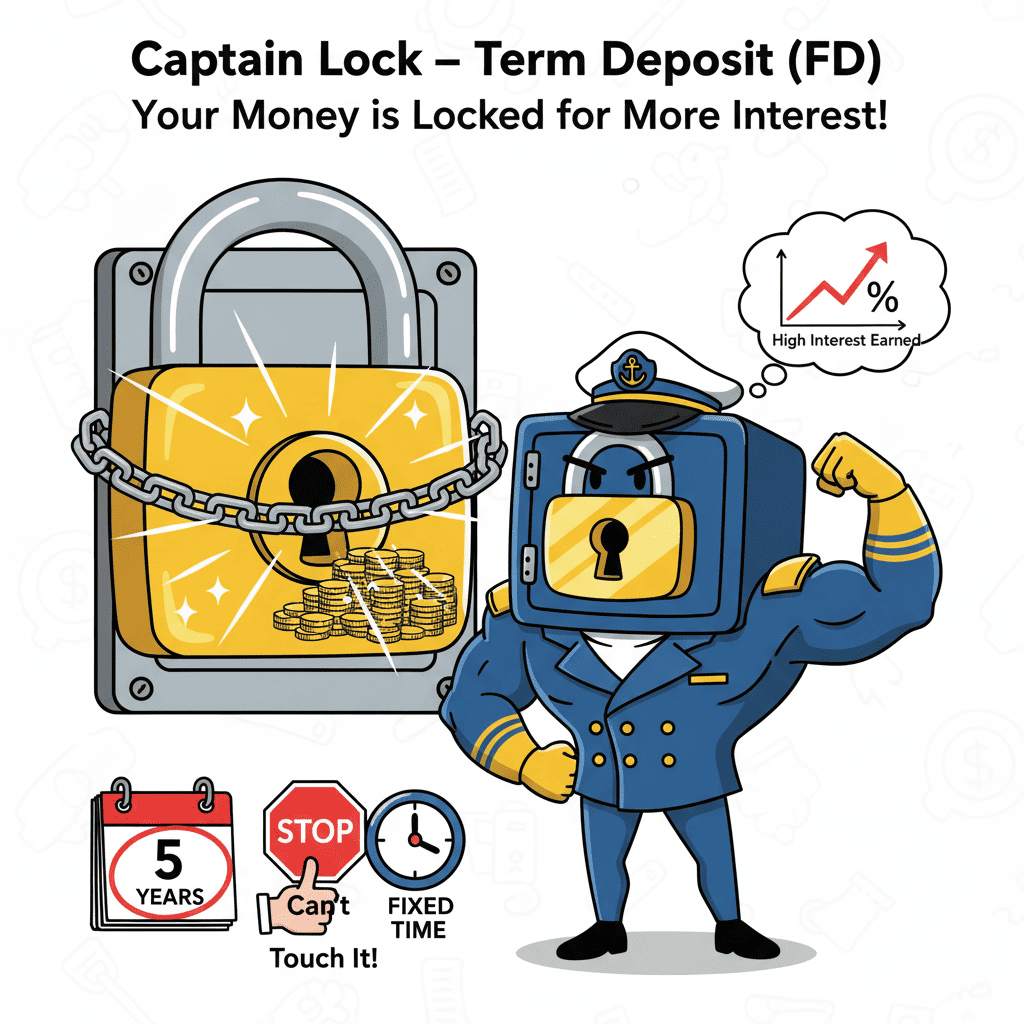 Captain Lock – Term Deposit (FD)
Your Money is Locked for More Interest!
%
High Interest Earned
5
YEARS
STOP
Can't
Touch It!
FIXED
TIME